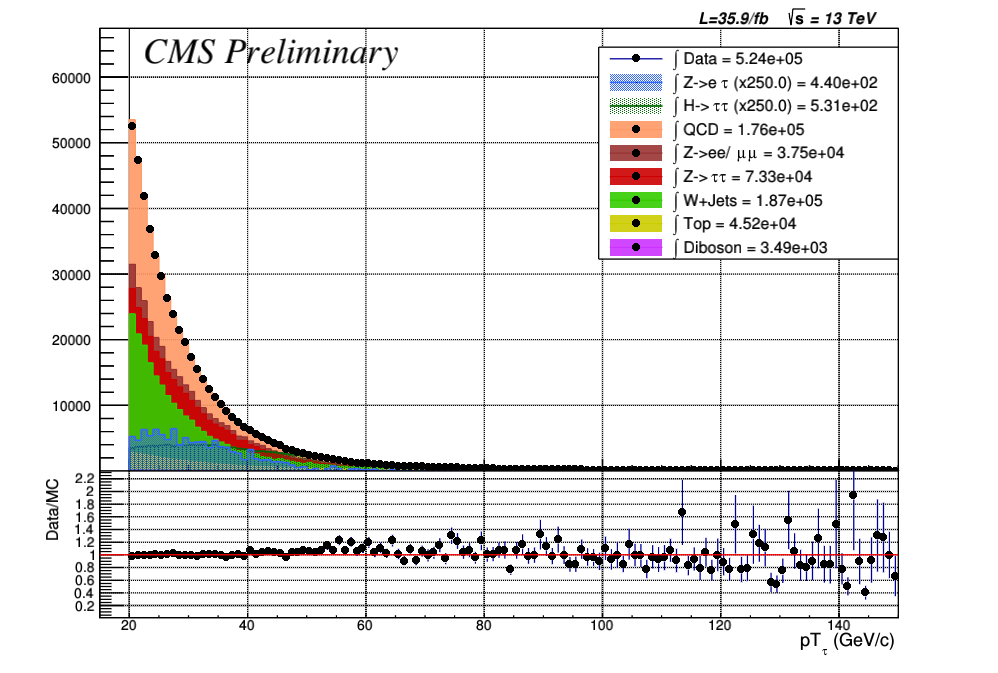 L=35.9/fb √s = 13 TeV
CMS Preliminary
∫ Data = 5.24e+05
∫ Z->e τ (x250.0) = 4.40e+02
∫ H-> ττ (x250.0) = 5.31e+02
∫ QCD = 1.76e+05
∫ Z->ee/ μμ = 3.75e+04
∫ Z-> ττ = 7.33e+04
∫ W+Jets = 1.87e+05
∫ Top = 4.52e+04
∫ Diboson = 3.49e+03
60000
50000
40000
30000
20000
10000
Data/MC
2.2
2
1.8
1.6
1.4
1.2
1
0.8
0.6
0.4
0.2
20 40 60 80 100 120 140
pT_τ (GeV/c)